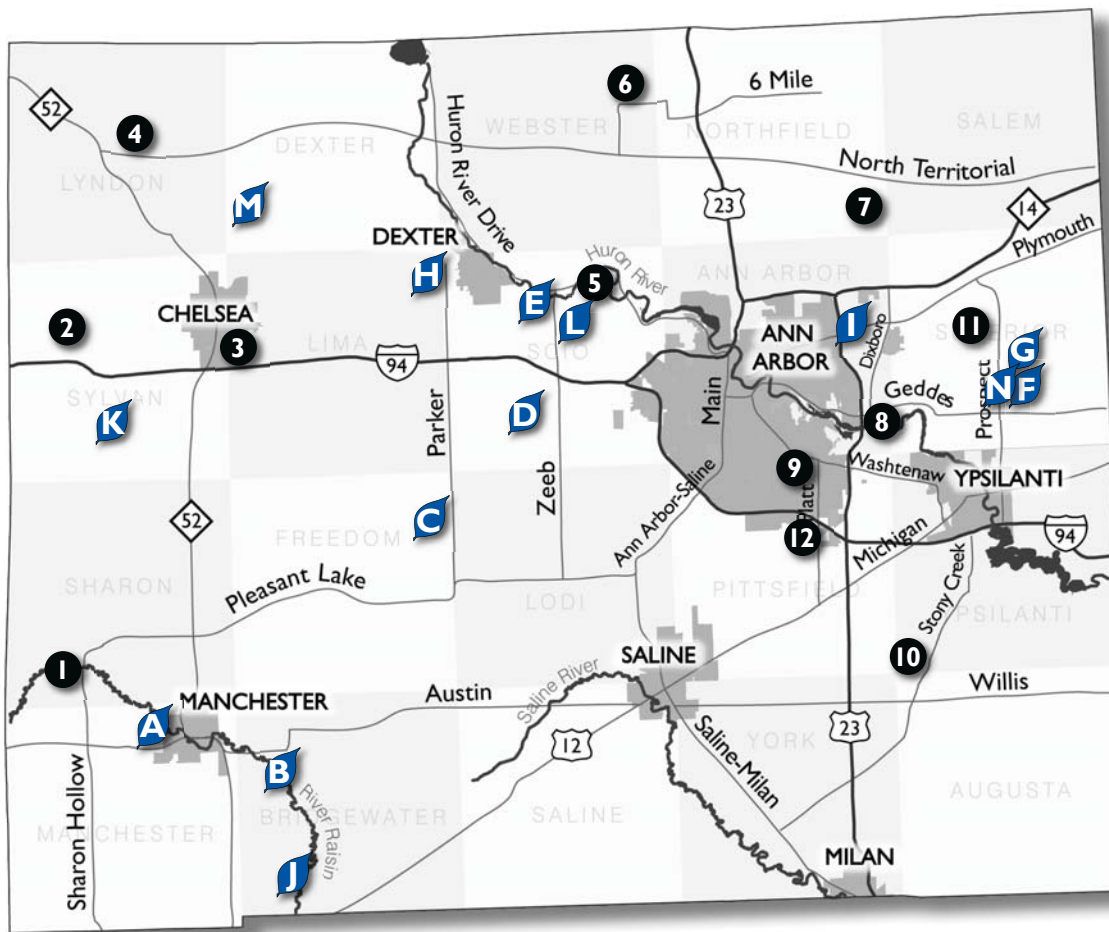 52
4
LYNDON
M
DEXTER
Huron River Drive
WEBSTER
6
6 Mile
NORTHFIELD
SALEM
North Territorial
23
7
14
Plymouth
DEXTER
H
E
L
5
Huron River
ANN ARBOR
CHELSEA
2
3
LIMA
94
SCIO
ANN
ARBOR
I
Dixboro
11
SUPERIOR
G
N
F
SYLVAN
K
Parker
D
Zeeb
Main
Geddes
Prospect
8
9
Washtenaw
YPSILANTI
Platt
Ann Arbor-Saline
12
Michigan
94
52
C
FREEDOM
SHARON
Pleasant Lake
LODI
PITTSFIELD
Stony Creek
YPSILANTI
10
1
SALINE
Saline River
MANCHESTER
A
Austin
Willis
12
23
B
River Raisin
Saline-Milan
YORK
AUGUSTA
Sharon Hollow
MANCHESTER
BRIDGEWATER
SALINE
J
MILAN